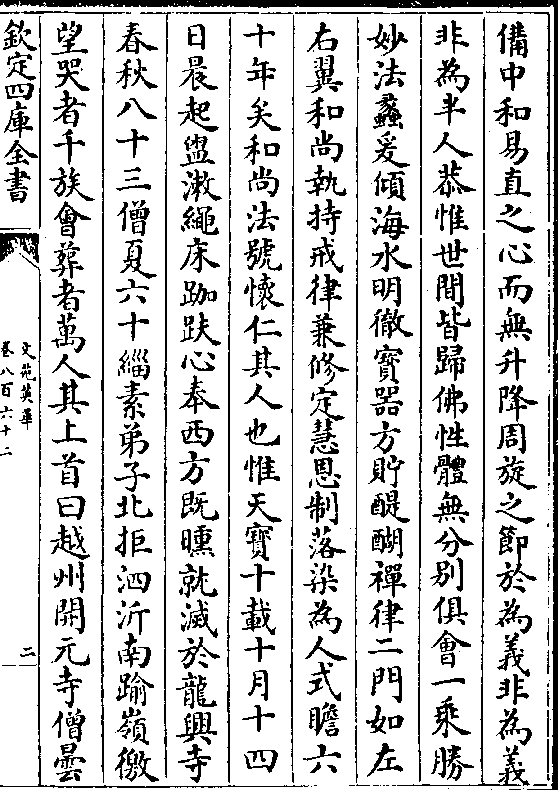 備中和易直之心而無升降周旋之節於為義非為義
非為半人恭惟世間皆歸佛性體無分別俱會一乘勝
妙法蠡爰傾海水明徹寶器方貯醍醐禪律二門如左
右翼和尚執持戒律兼修定慧恩制落染為人式瞻六
十年矣和尚法號懷仁其人也惟天寶十載十月十四
日晨起盥漱繩床跏趺心奉西方既曛就滅於龍興寺
春秋八十三僧夏六十緇素弟子北拒泗沂南踰嶺徼
望哭者千族會葬者萬人其上首曰越州開元寺僧曇
欽定四庫全書
文苑英華
卷八百六十二
二